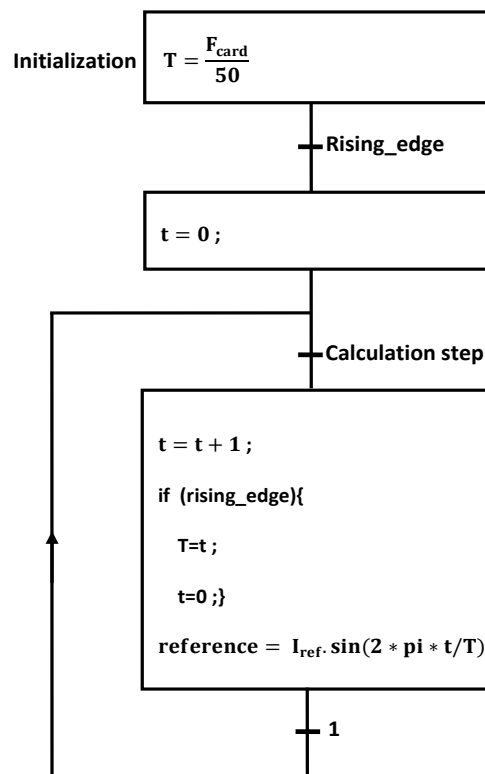 Initialization
T = F_card / 50
Rising_edge
t = 0 ;
Calculation step
t = t + 1 ;
if (rising_edge){
T=t ;
t=0 ;}
reference = I_ref. sin(2 * pi * t/T)
1